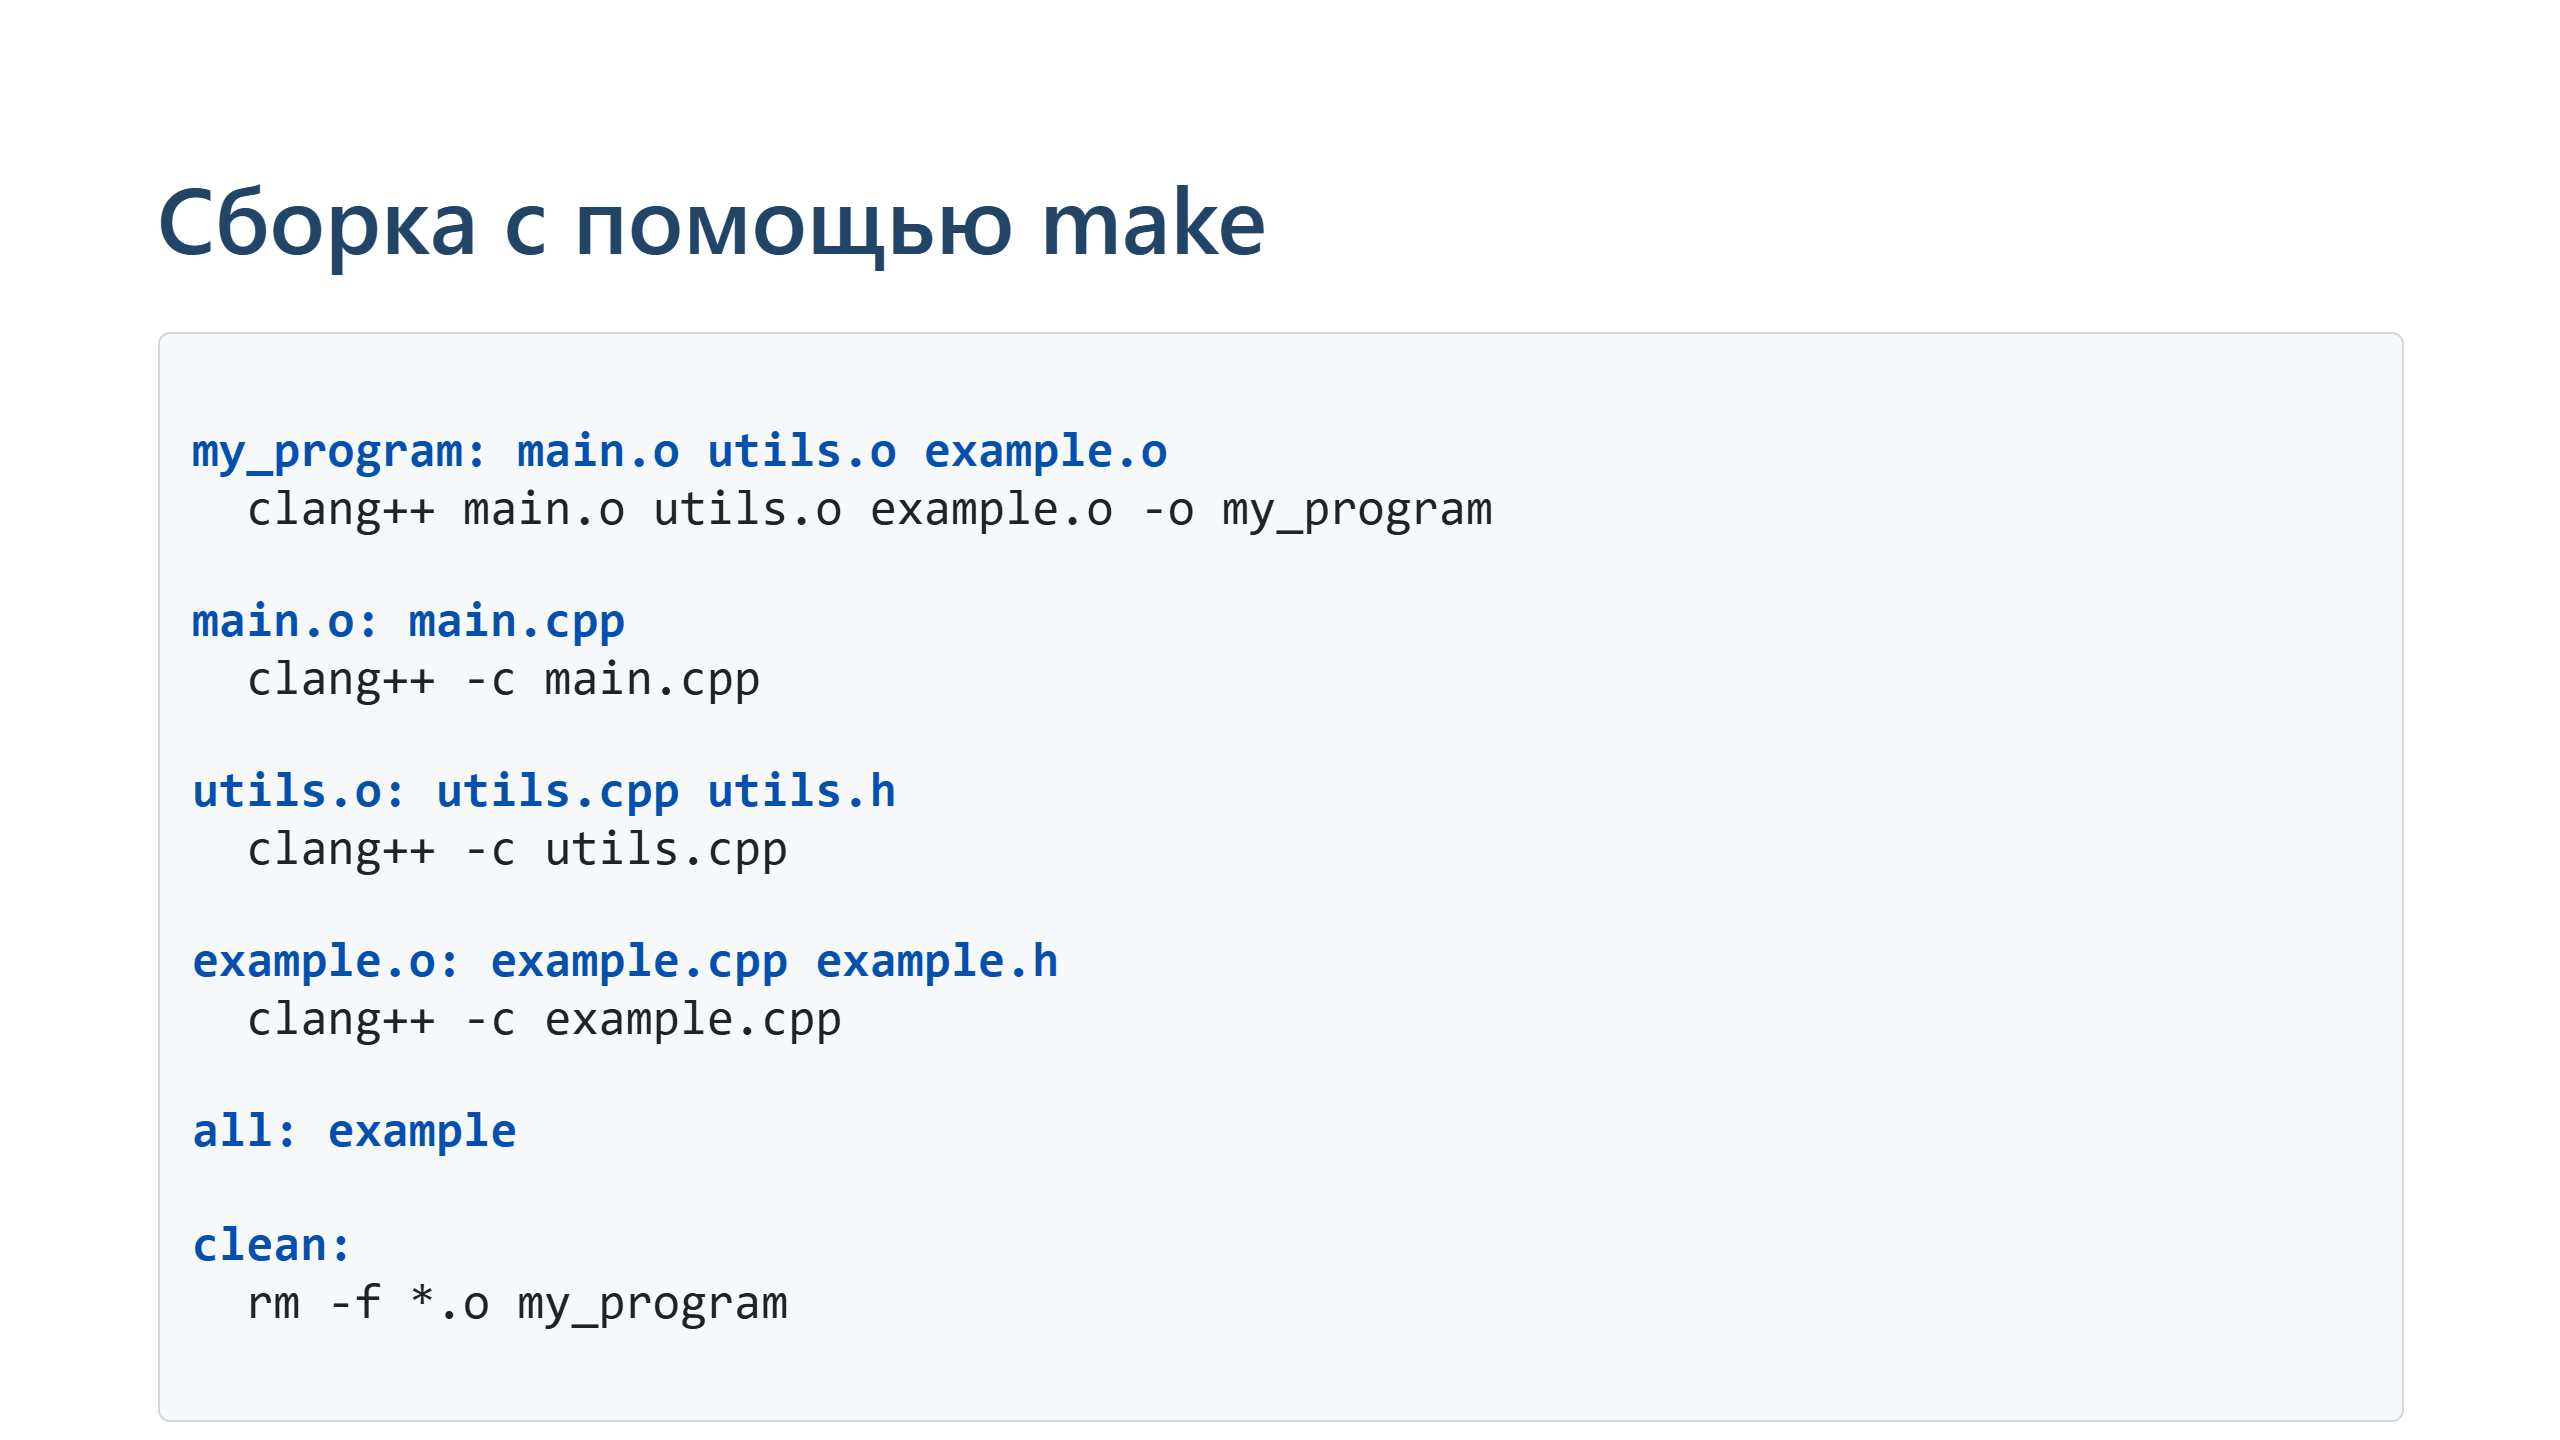 Сборка с помощью make
my_program: main.o utils.o example.o
  clang++ main.o utils.o example.o -o my_program
main.o: main.cpp
  clang++ -c main.cpp
utils.o: utils.cpp utils.h
  clang++ -c utils.cpp
example.o: example.cpp example.h
  clang++ -c example.cpp
all: example
clean:
  rm -f *.o my_program